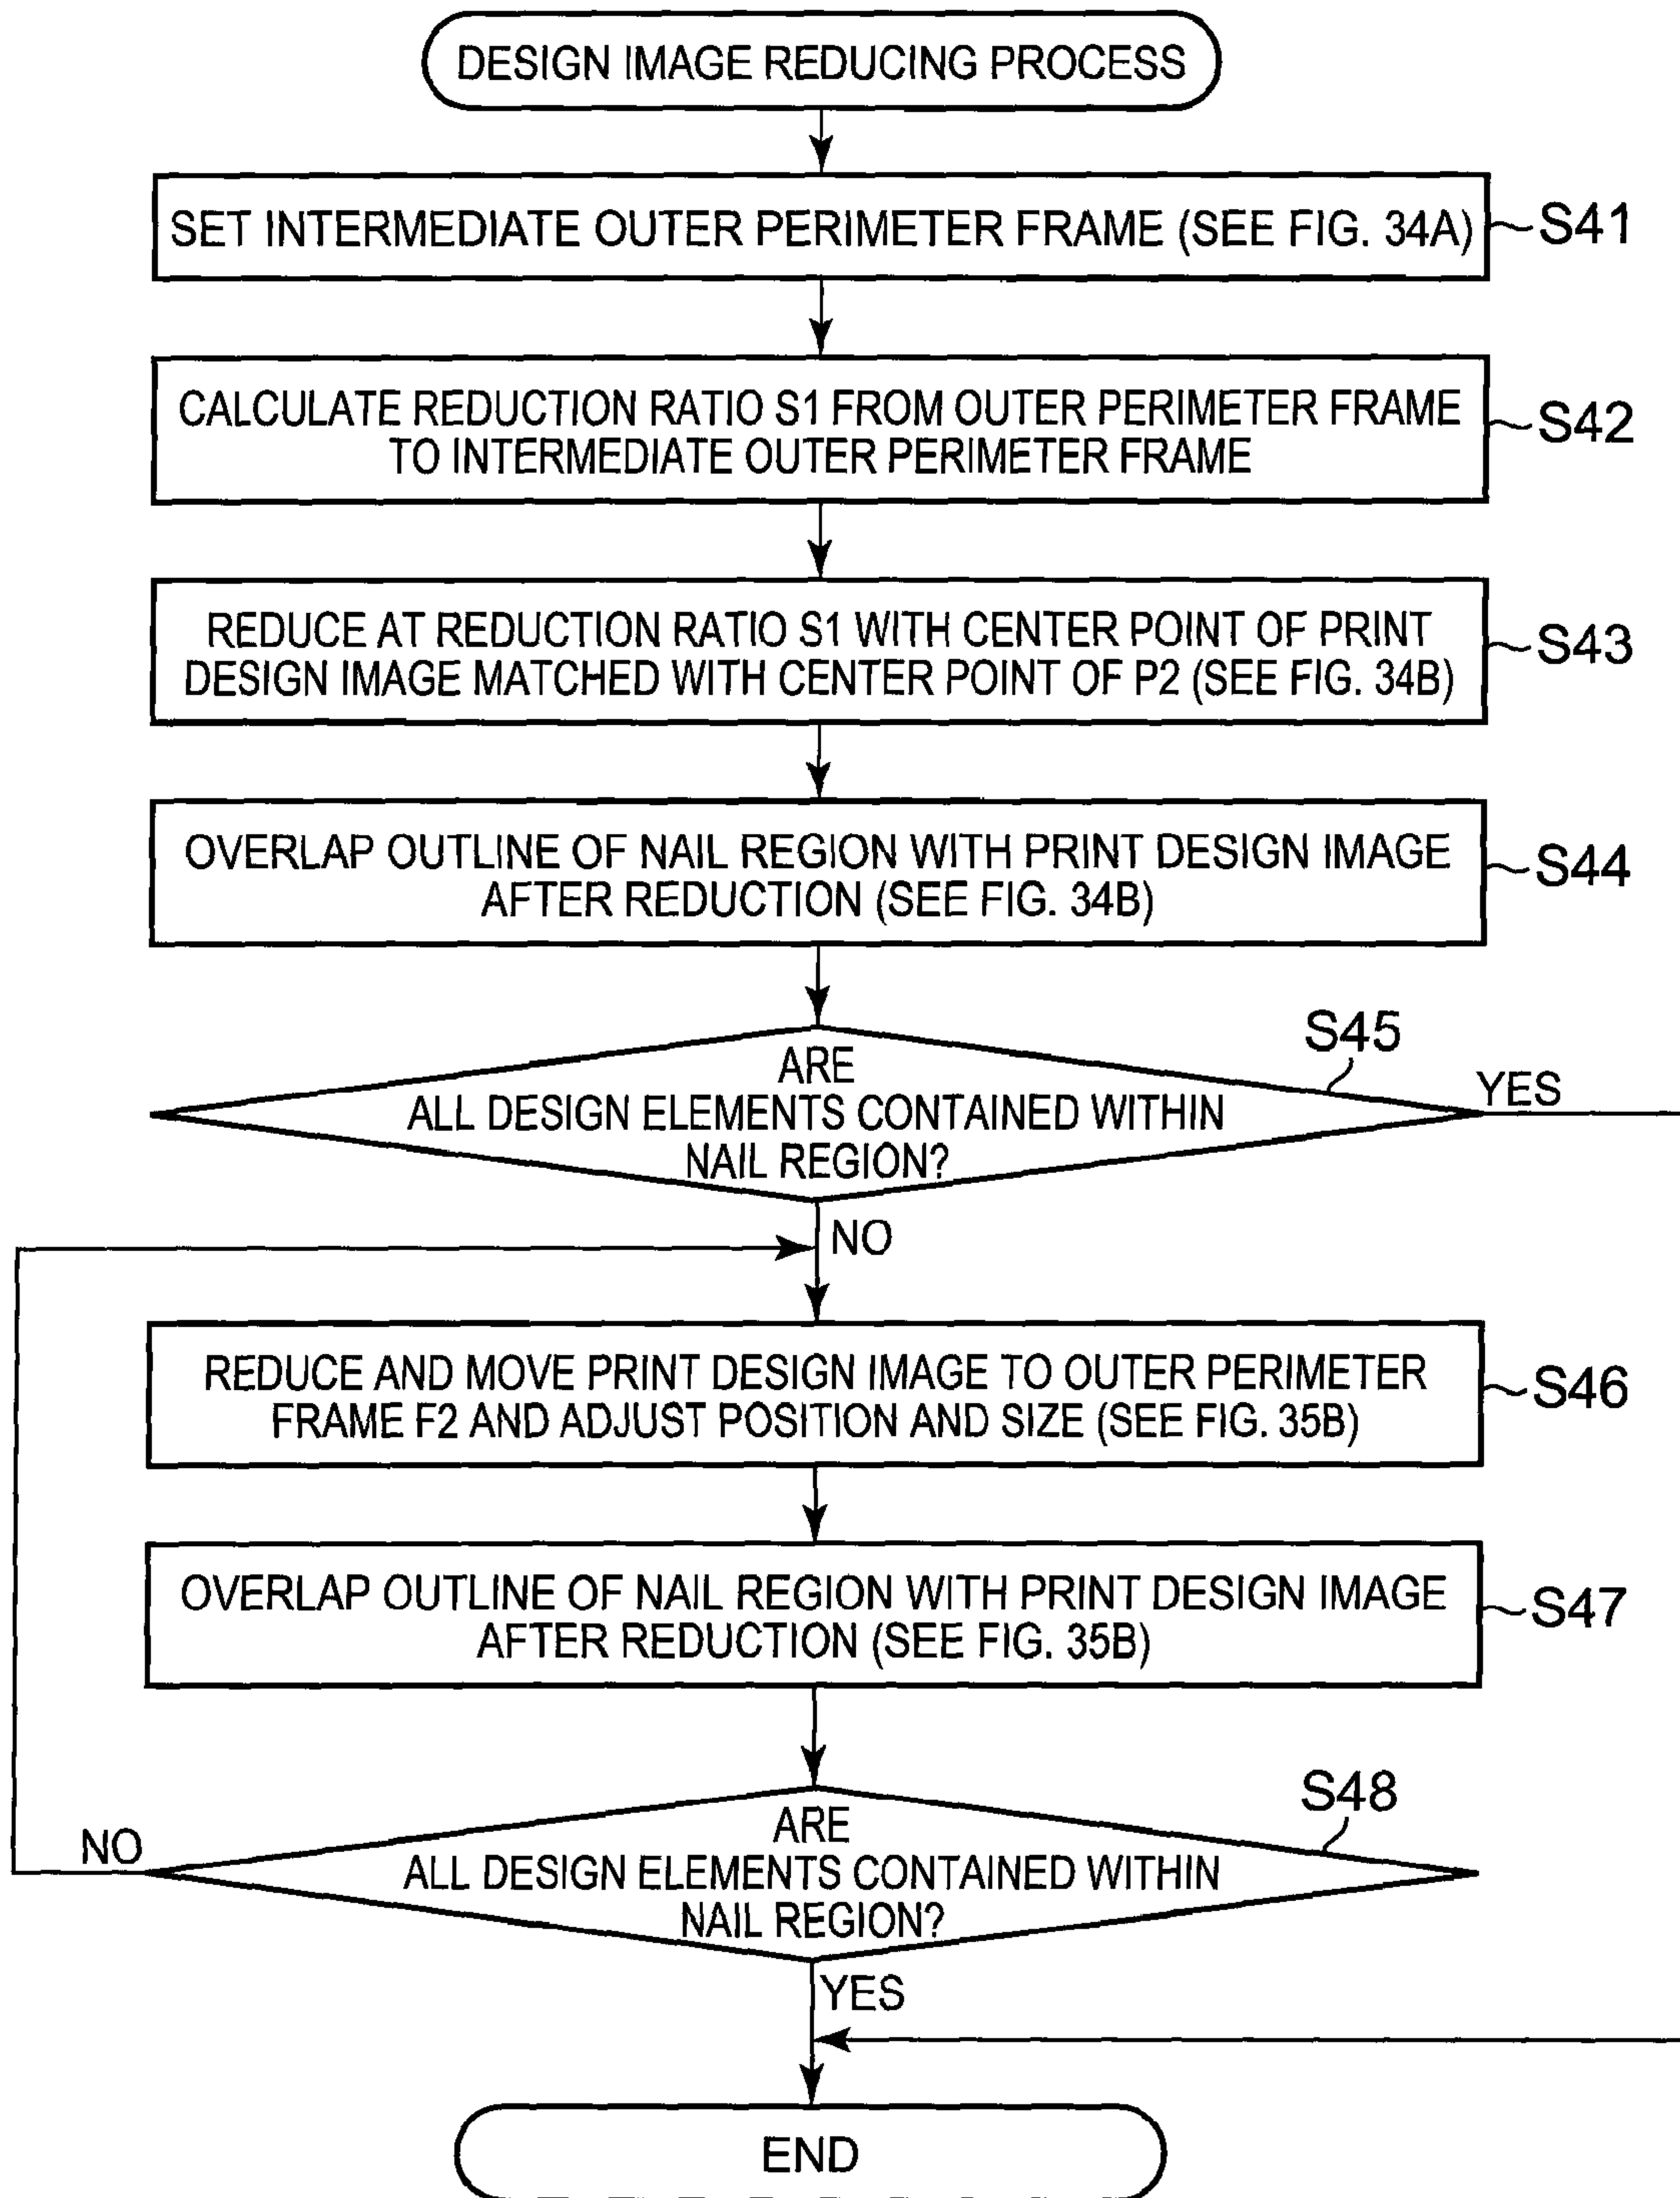 DESIGN IMAGE REDUCING PROCESS
SET INTERMEDIATE OUTER PERIMETER FRAME (SEE FIG. 34A)
S41
CALCULATE REDUCTION RATIO S1 FROM OUTER PERIMETER FRAME
TO INTERMEDIATE OUTER PERIMETER FRAME
S42
REDUCE AT REDUCTION RATIO S1 WITH CENTER POINT OF PRINT
DESIGN IMAGE MATCHED WITH CENTER POINT OF P2 (SEE FIG. 34B)
S43
OVERLAP OUTLINE OF NAIL REGION WITH PRINT DESIGN IMAGE
AFTER REDUCTION (SEE FIG. 34B)
S44
S45
ARE
ALL DESIGN ELEMENTS CONTAINED WITHIN
NAIL REGION?
YES
NO
REDUCE AND MOVE PRINT DESIGN IMAGE TO OUTER PERIMETER
FRAME F2 AND ADJUST POSITION AND SIZE (SEE FIG. 35B)
S46
OVERLAP OUTLINE OF NAIL REGION WITH PRINT DESIGN IMAGE
AFTER REDUCTION (SEE FIG. 35B)
S47
S48
ARE
ALL DESIGN ELEMENTS CONTAINED WITHIN
NAIL REGION?
NO
YES
END